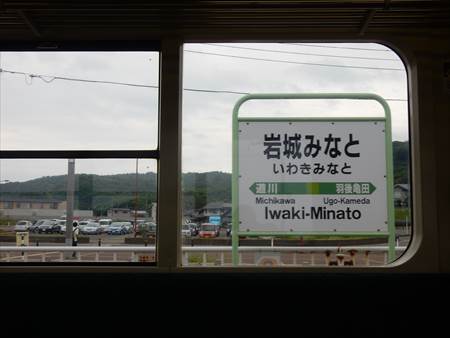 岩城みなと
いわきみなと
道川 羽後亀田
Michikawa Ugo-Kameda
Iwaki-Minato